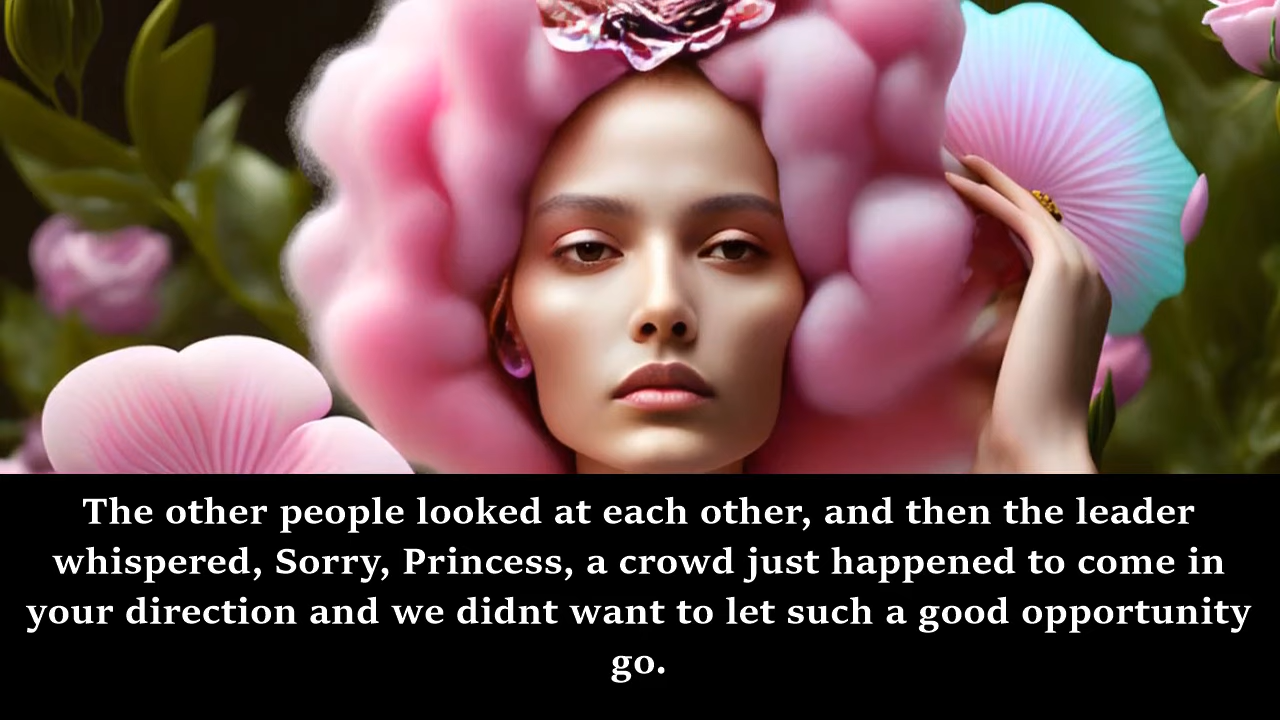 The other people looked at each other, and then the leader
whispered, Sorry, Princess, a crowd just happened to come in
your direction and we didnt want to let such a good opportunity
go.